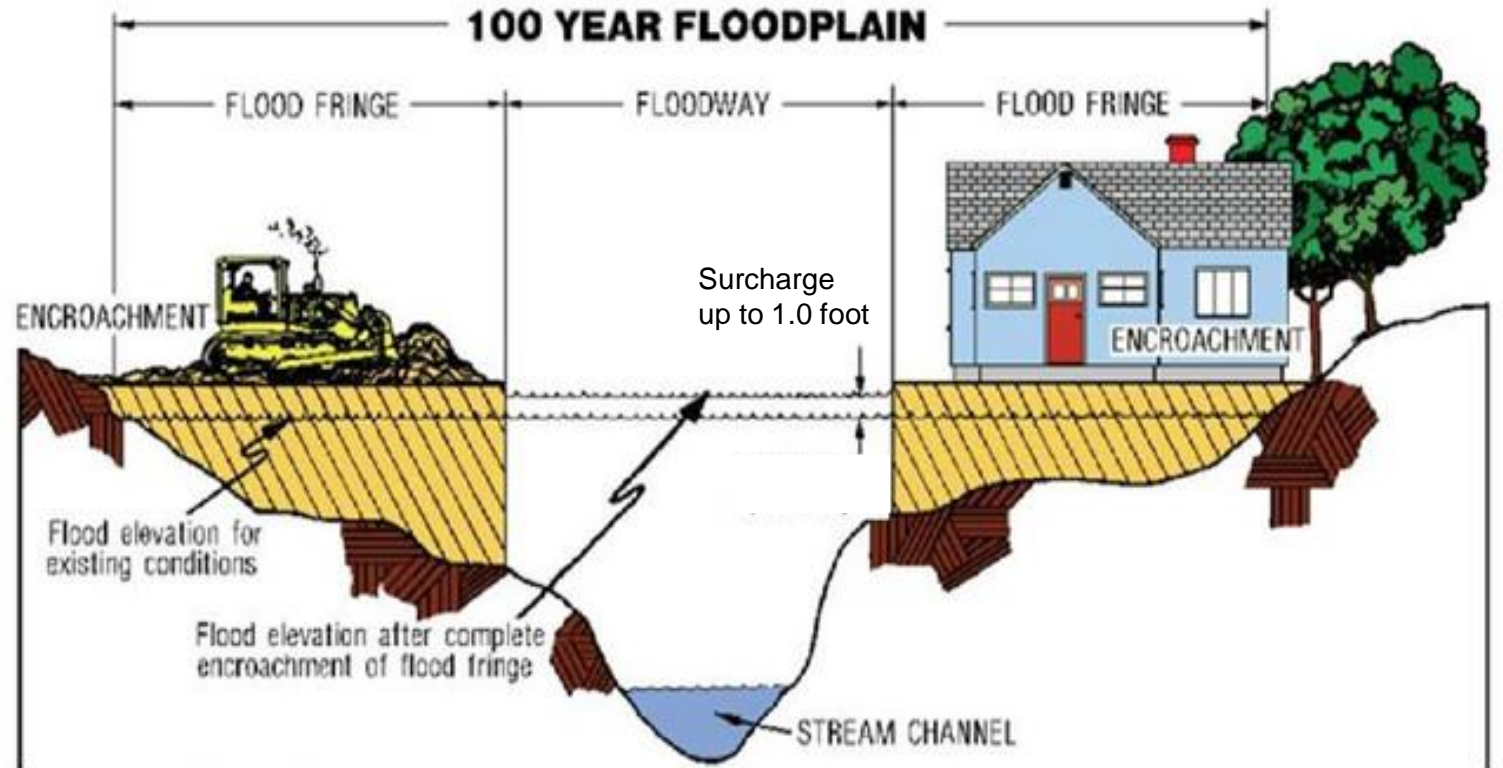 100 YEAR FLOODPLAIN
FLOOD FRINGE
FLOODWAY
FLOOD FRINGE
Surcharge
up to 1.0 foot
ENCROACHMENT
ENCROACHMENT
Flood elevation for
existing conditions
Flood elevation after complete
encroachment of flood fringe
STREAM CHANNEL